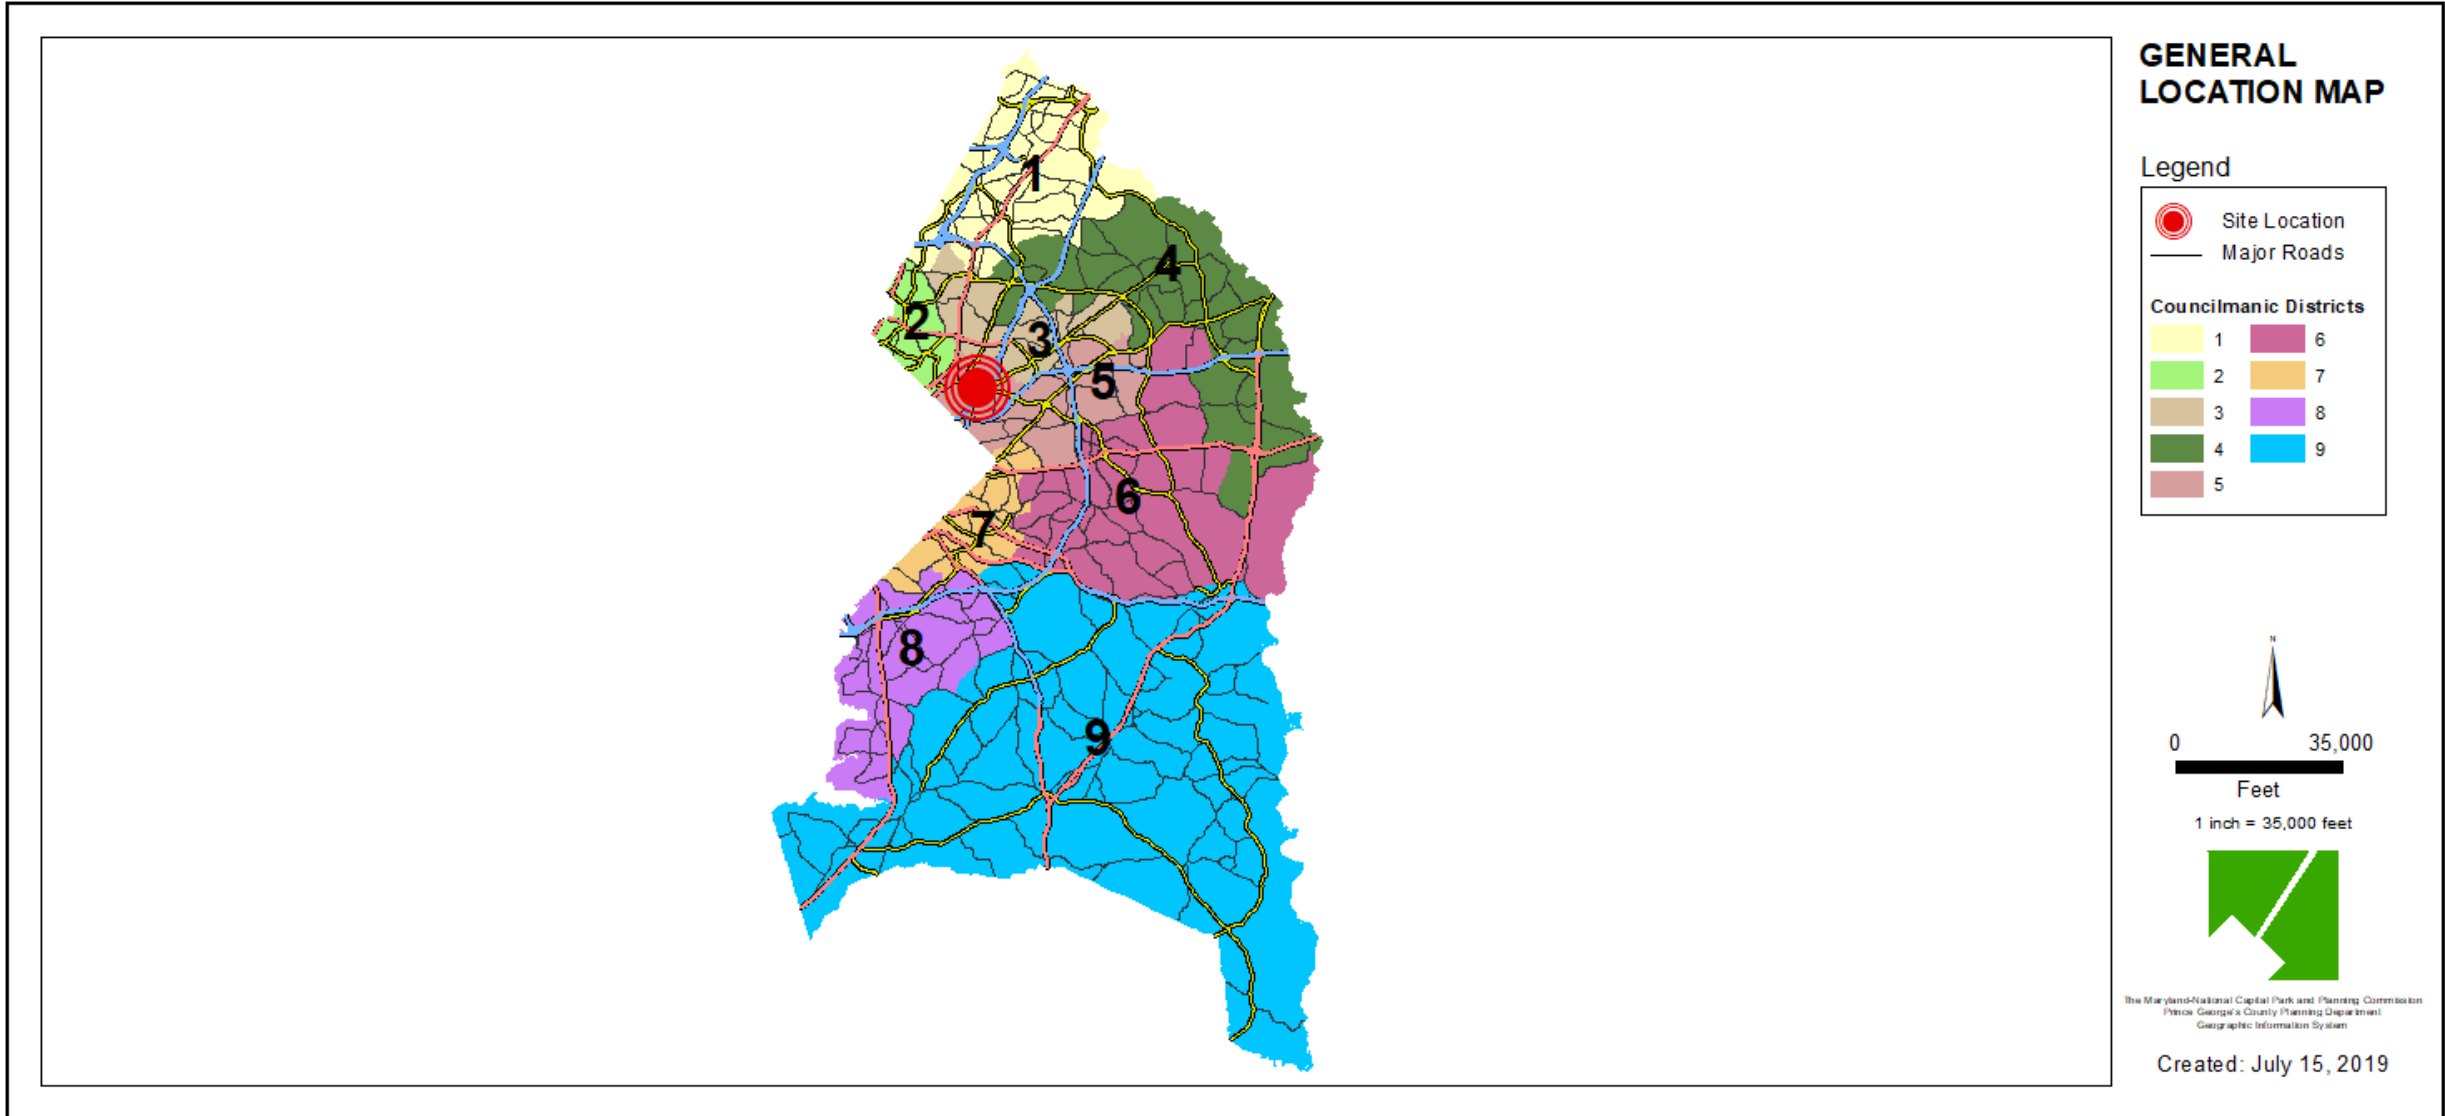 GENERAL
LOCATION MAP
Legend
Site Location
Major Roads
Councilmanic Districts
1 6
2 7
3 8
4 9
5
1
4
2
3
5
6
7
8
9
N
0 35,000
Feet
1 inch = 35,000 feet
The Maryland-National Capital Park and Planning Commission
Prince George's County Planning Department
Geographic Information System
Created: July 15, 2019